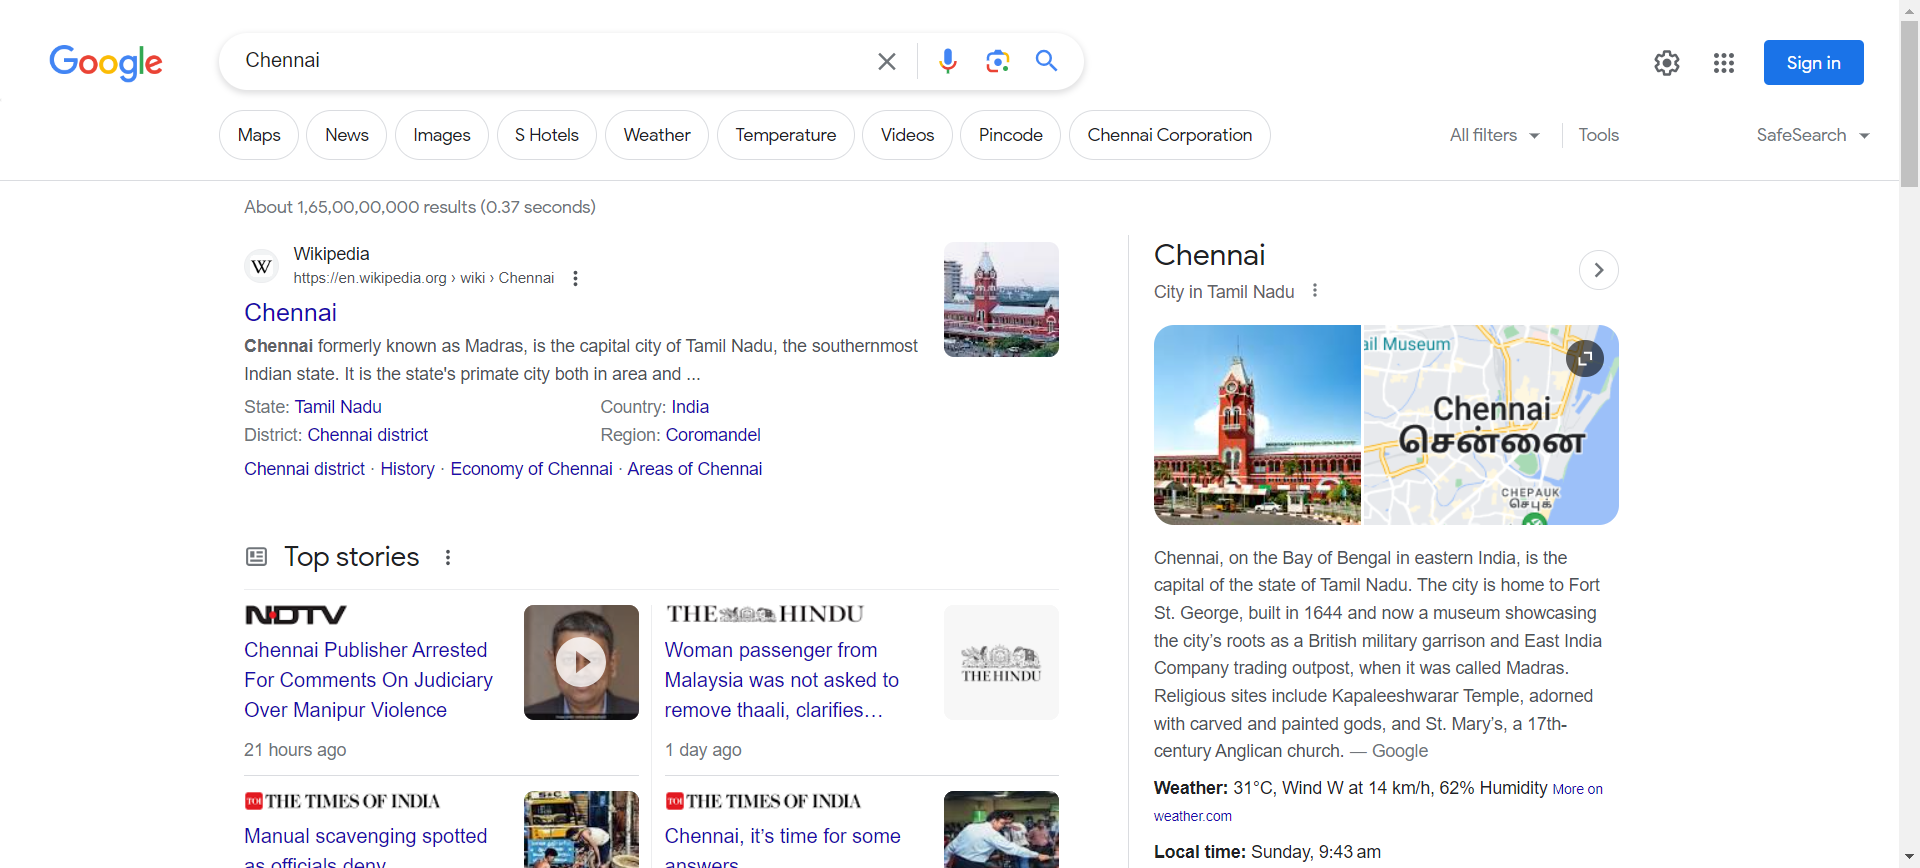 Google
Chennai
Sign in
Maps
News
Images
S Hotels
Weather
Temperature
Videos
Pincode
Chennai Corporation
All filters
Tools
SafeSearch
About 1,65,00,00,000 results (0.37 seconds)
W
Wikipedia
https://en.wikipedia.org › wiki › Chennai
Chennai
Chennai formerly known as Madras, is the capital city of Tamil Nadu, the southernmost
Indian state. It is the state's primate city both in area and ...
State: Tamil Nadu
Country: India
District: Chennai district
Region: Coromandel
Chennai district · History · Economy of Chennai · Areas of Chennai
Top stories
NDTV
Chennai Publisher Arrested
For Comments On Judiciary
Over Manipur Violence
21 hours ago
THE HINDU
Woman passenger from
Malaysia was not asked to
remove thaali, clarifies…
1 day ago
THE HINDU
TOI THE TIMES OF INDIA
Manual scavenging spotted
as officials deny
TOI THE TIMES OF INDIA
Chennai, it's time for some
answers
Chennai
City in Tamil Nadu
ail Museum
Chennai
சென்னை
CHEPAUK
சேபுக்
Chennai, on the Bay of Bengal in eastern India, is the
capital of the state of Tamil Nadu. The city is home to Fort
St. George, built in 1644 and now a museum showcasing
the city’s roots as a British military garrison and East India
Company trading outpost, when it was called Madras.
Religious sites include Kapaleeshwarar Temple, adorned
with carved and painted gods, and St. Mary’s, a 17th-
century Anglican church. — Google
Weather: 31°C, Wind W at 14 km/h, 62% Humidity More on
weather.com
Local time: Sunday, 9:43 am